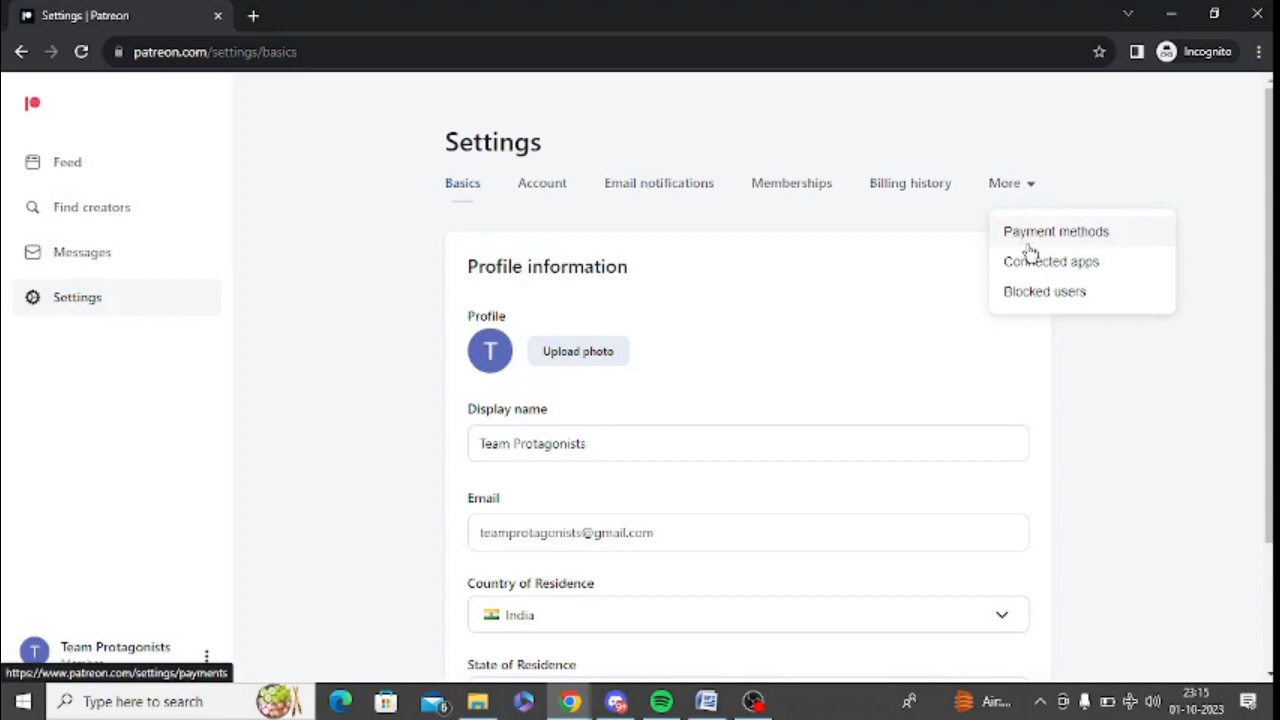 Settings | Patreon
patreon.com/settings/basics
Incognito
Feed
Find creators
Messages
Settings
Settings
Basics Account Email notifications Memberships Billing history More
Payment methods
Connected apps
Blocked users
Profile information
Profile
T Upload photo
Display name
Team Protagonists
Email
teamprotagonists@gmail.com
Country of Residence
India
State of Residence
T Team Protagonists
https://www.patreon.com/settings/payments
Type here to search
6
Air...
23:15
01-10-2023